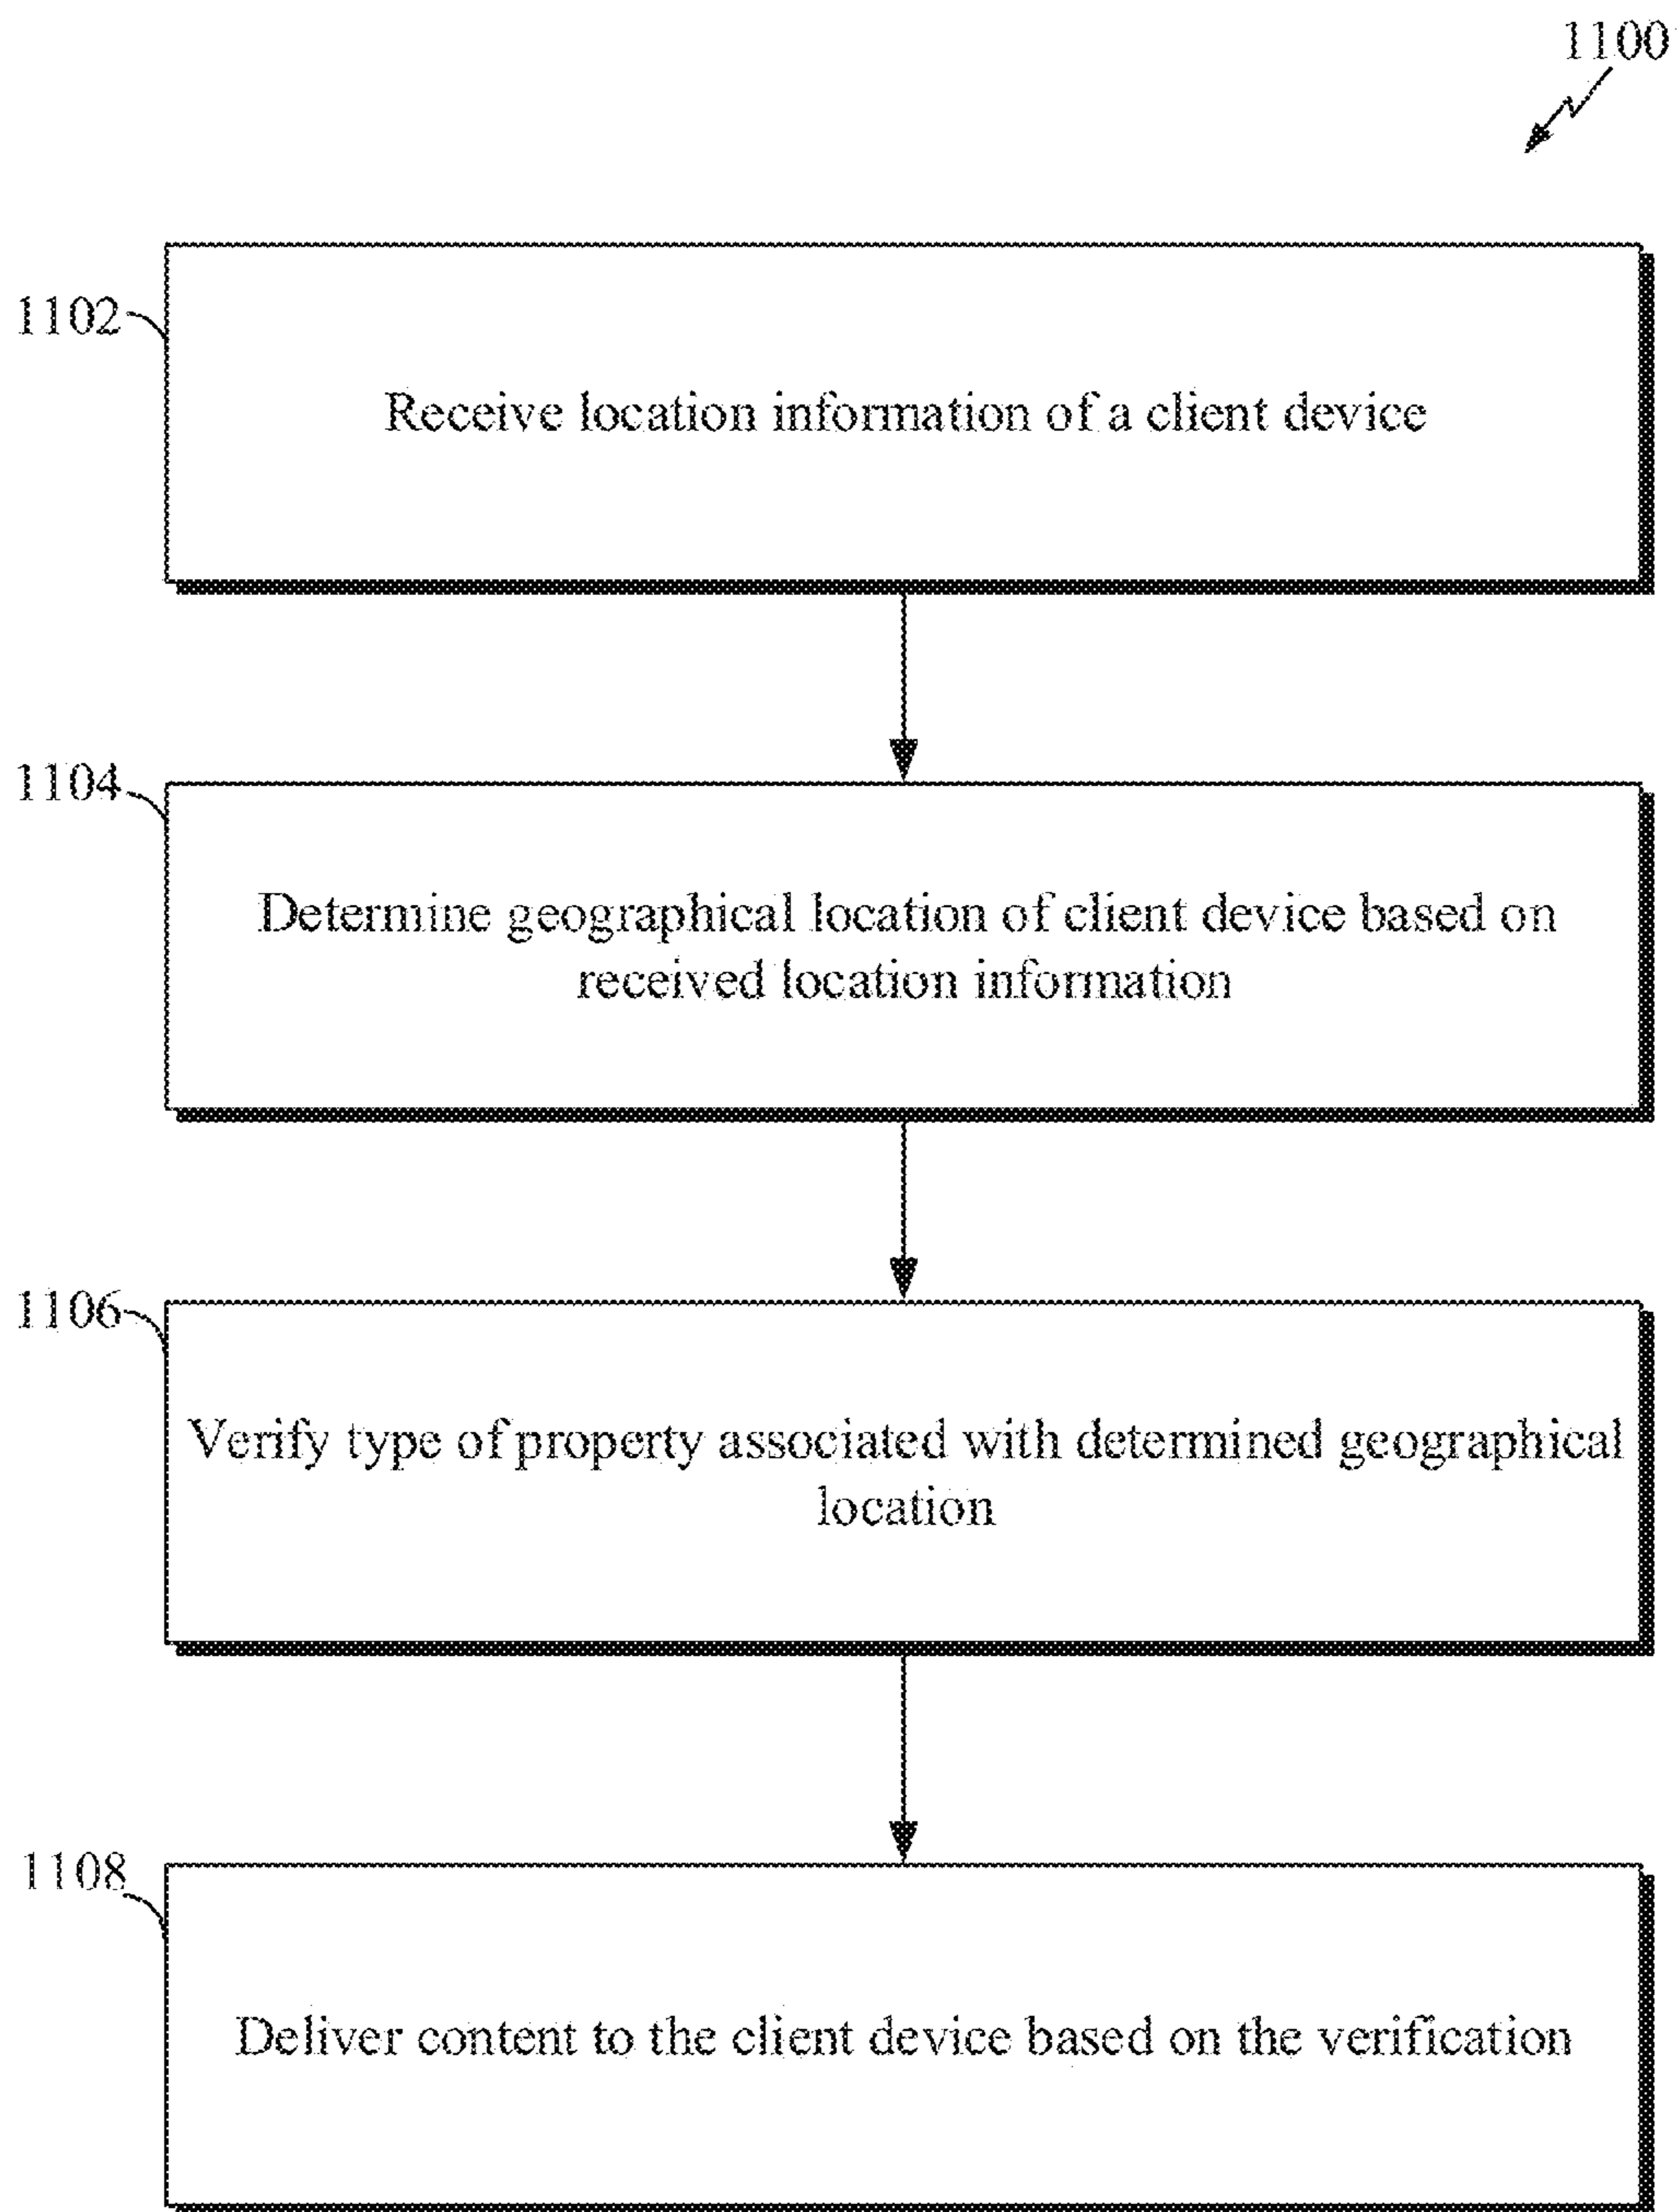 1100
1102
Receive location information of a client device
1104
Determine geographical location of client device based on
received location information
1106
Verify type of property associated with determined geographical
location
1108
Deliver content to the client device based on the verification